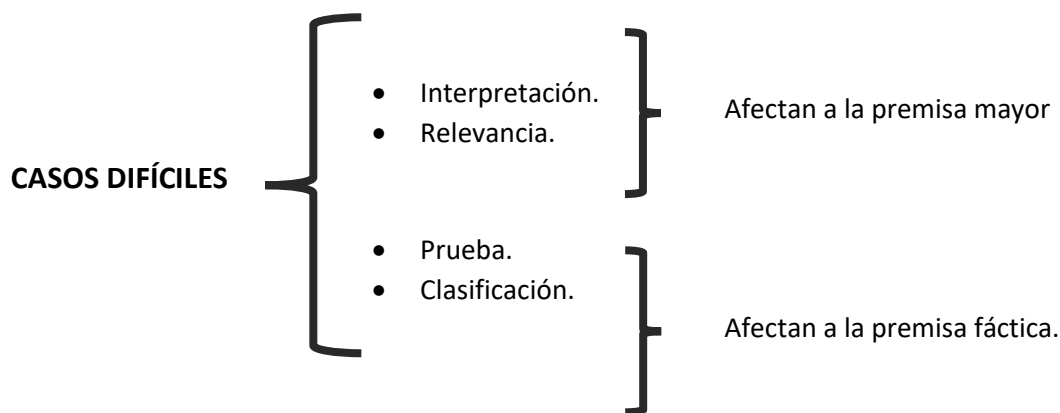 CASOS DIFÍCILES
• Interpretación.
• Relevancia.
Afectan a la premisa mayor
• Prueba.
• Clasificación.
Afectan a la premisa fáctica.